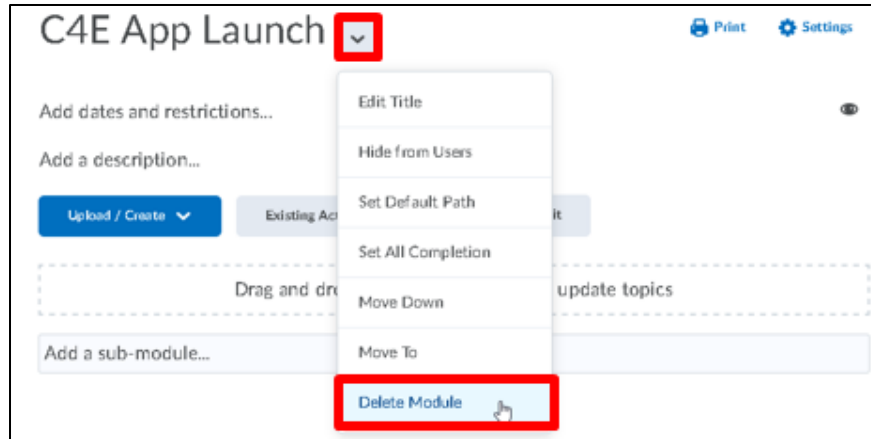 C4E App Launch
Print
Settings
Add dates and restrictions...
Add a description...
Upload / Create
Existing Act
it
Edit Title
Hide from Users
Set Default Path
Set All Completion
Move Down
Move To
Delete Module
Drag and dro
update topics
Add a sub-module...